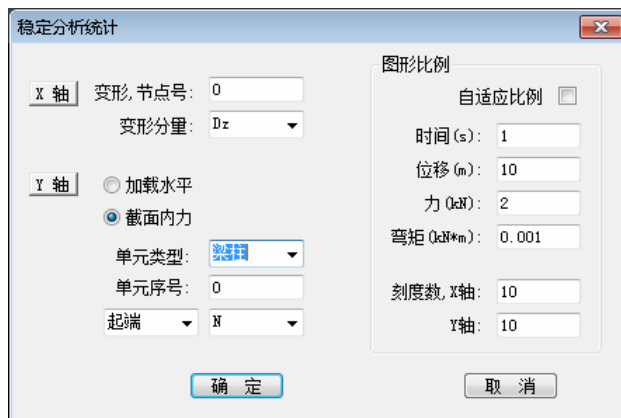 稳定分析统计
X 轴 变形,节点号: 0
变形分量: Dz
Y 轴 加载水平
截面内力
单元类型: 梁柱
单元序号: 0
起端 N
确 定
图形比例
自适应比例
时间(s): 1
位移(m): 10
力(kN): 2
弯矩(kN*m): 0.001
刻度数,X轴: 10
Y轴: 10
取 消